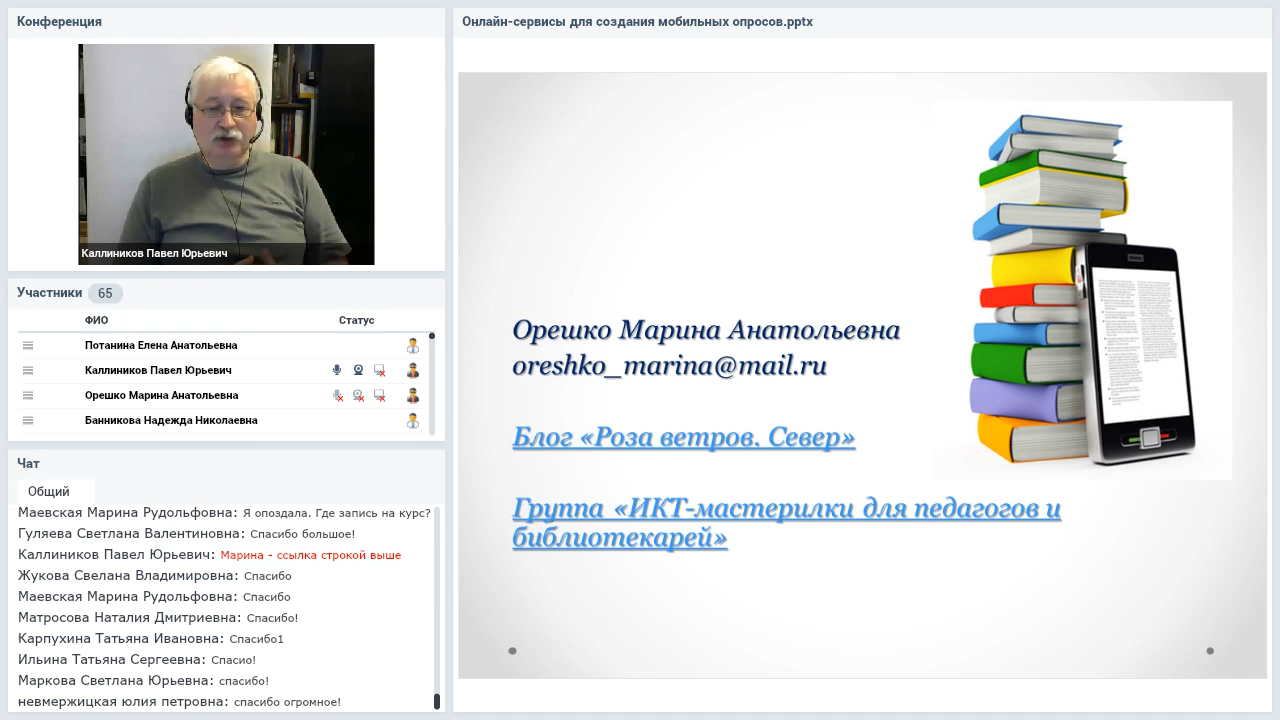 Конференция
Каллиников Павел Юрьевич
Участники 65
ФИО Статус
Потанина Елена Анатольевна
Каллиников Павел Юрьевич
Орешко Марина Анатольевна
Банникова Надежда Николаевна
Чат
Общий
Маевская Марина Рудольфовна: Я опоздала. Где запись на курс?
Гуляева Светлана Валентиновна: Спасибо большое!
Каллиников Павел Юрьевич: Марина - ссылка строкой выше
Жукова Свелана Владимировна: Спасибо
Маевская Марина Рудольфовна: Спасибо
Матросова Наталия Дмитриевна: Спасибо!
Карпухина Татьяна Ивановна: Спасибо1
Ильина Татьяна Сергеевна: Спасио!
Маркова Светлана Юрьевна: спасибо!
невмержицкая юлия петровна: спасибо огромное!
Онлайн-сервисы для создания мобильных опросов.pptx
Орешко Марина Анатольевна
oreshko_marina@mail.ru
Блог «Роза ветров. Север»
Группа «ИКТ-мастерилки для педагогов и
библиотекарей»